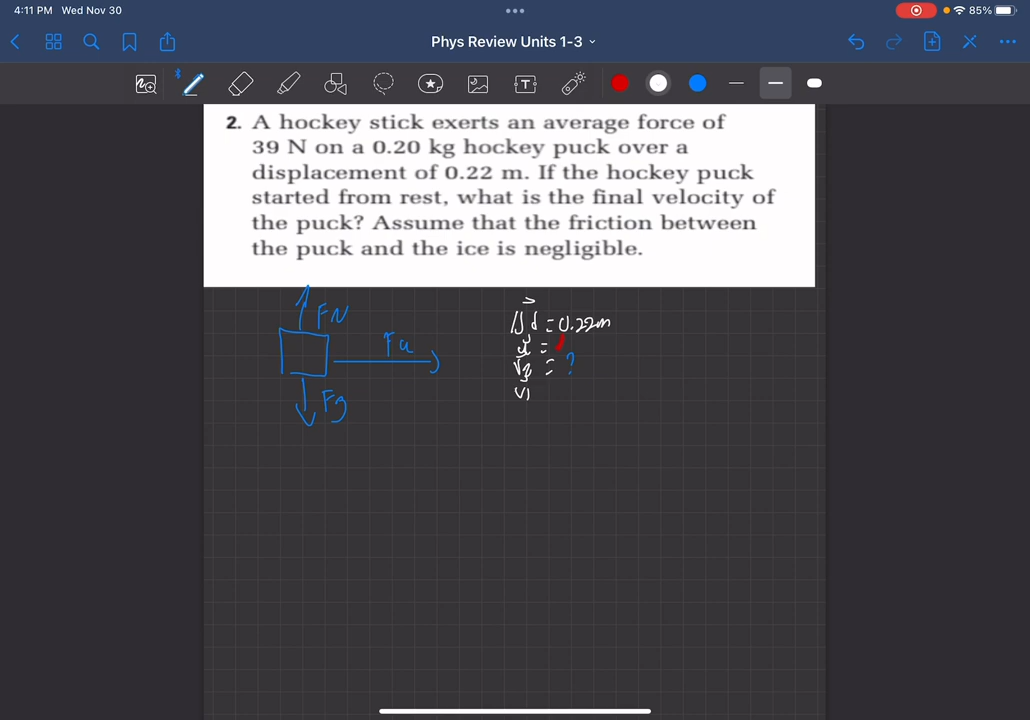 4:11 PM Wed Nov 30
85%
Phys Review Units 1-3
T
2. A hockey stick exerts an average force of
39 N on a 0.20 kg hockey puck over a
displacement of 0.22 m. If the hockey puck
started from rest, what is the final velocity of
the puck? Assume that the friction between
the puck and the ice is negligible.
FN
Fa
Fg
d = 0.22m
= ?